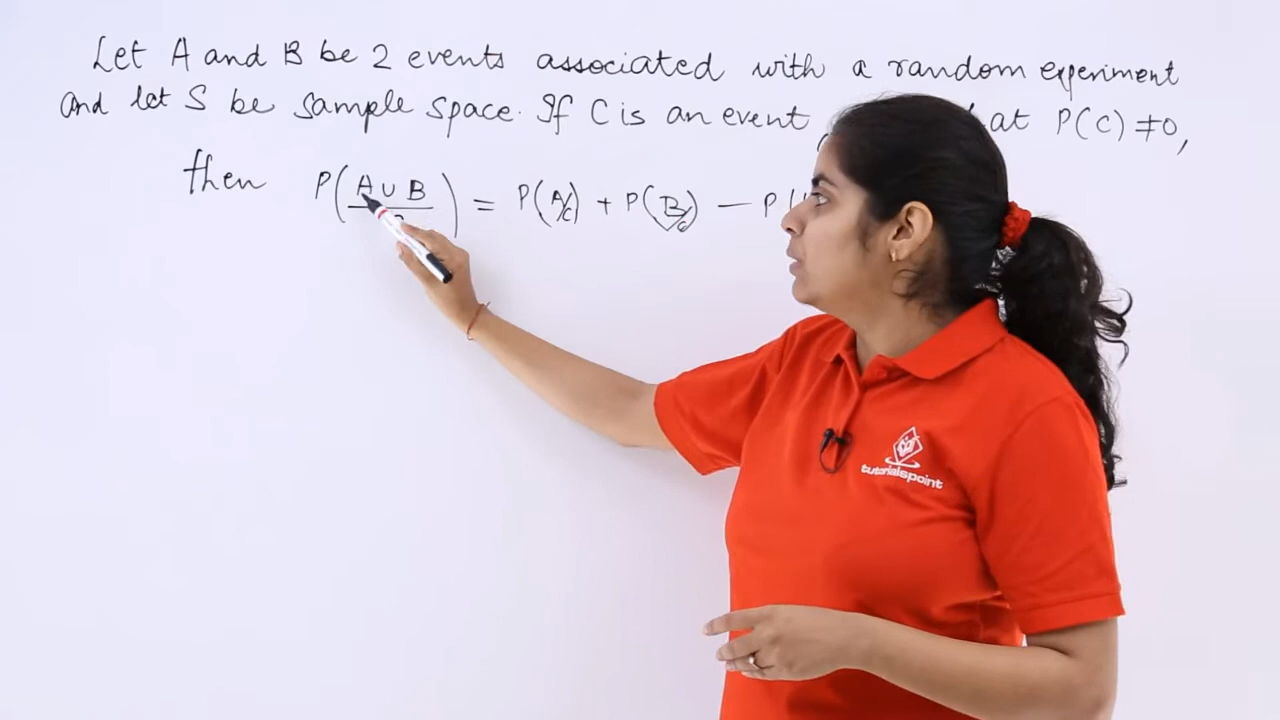 Let A and B be 2 events associated with a random experiment
and let S be sample space. If C is an event at P(C) ≠ 0,
then P(A ∪ B / ) = P(A/C) + P(B/C) − P(
tutorialspoint